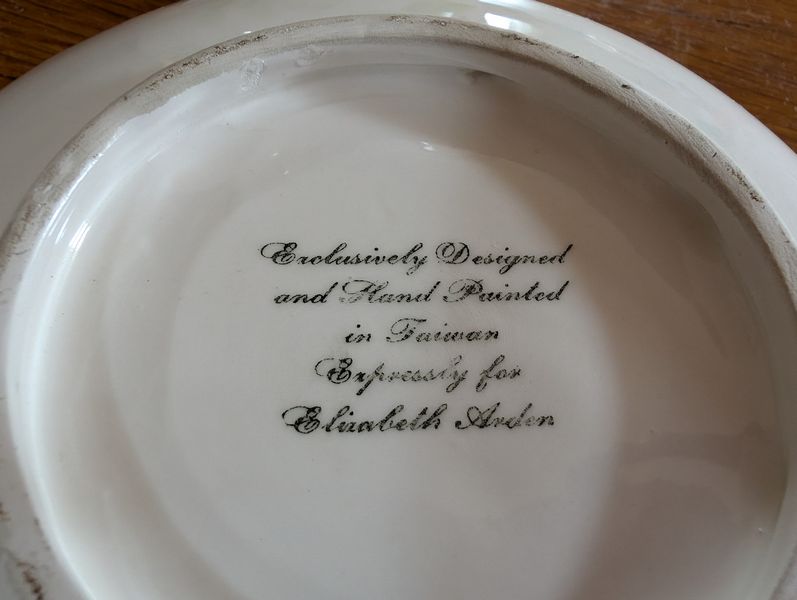 Exclusively Designed
and Hand Painted
in Taiwan
Expressly for
Elizabeth Arden